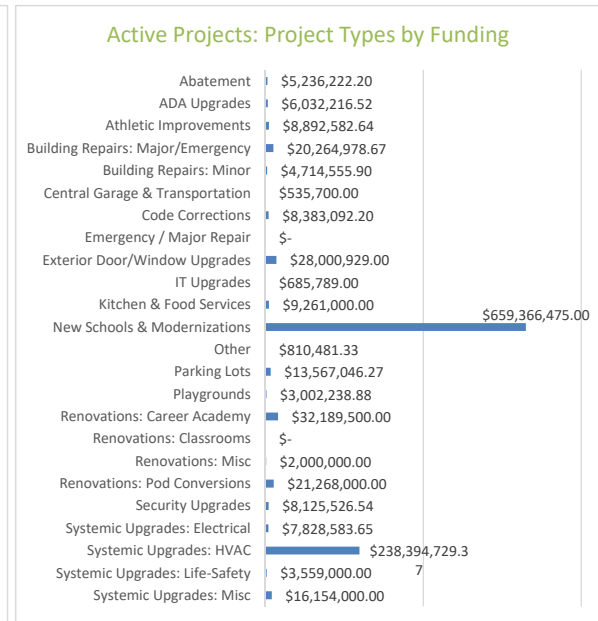 Active Projects: Project Types by Funding
Abatement $5,236,222.20
ADA Upgrades $6,032,216.52
Athletic Improvements $8,892,582.64
Building Repairs: Major/Emergency $20,264,978.67
Building Repairs: Minor $4,714,555.90
Central Garage & Transportation $535,700.00
Code Corrections $8,383,092.20
Emergency / Major Repair $-
Exterior Door/Window Upgrades $28,000,929.00
IT Upgrades $685,789.00
Kitchen & Food Services $9,261,000.00
New Schools & Modernizations $659,366,475.00
Other $810,481.33
Parking Lots $13,567,046.27
Playgrounds $3,002,238.88
Renovations: Career Academy $32,189,500.00
Renovations: Classrooms $-
Renovations: Misc $2,000,000.00
Renovations: Pod Conversions $21,268,000.00
Security Upgrades $8,125,526.54
Systemic Upgrades: Electrical $7,828,583.65
Systemic Upgrades: HVAC $238,394,729.3
7
Systemic Upgrades: Life-Safety $3,559,000.00
Systemic Upgrades: Misc $16,154,000.00